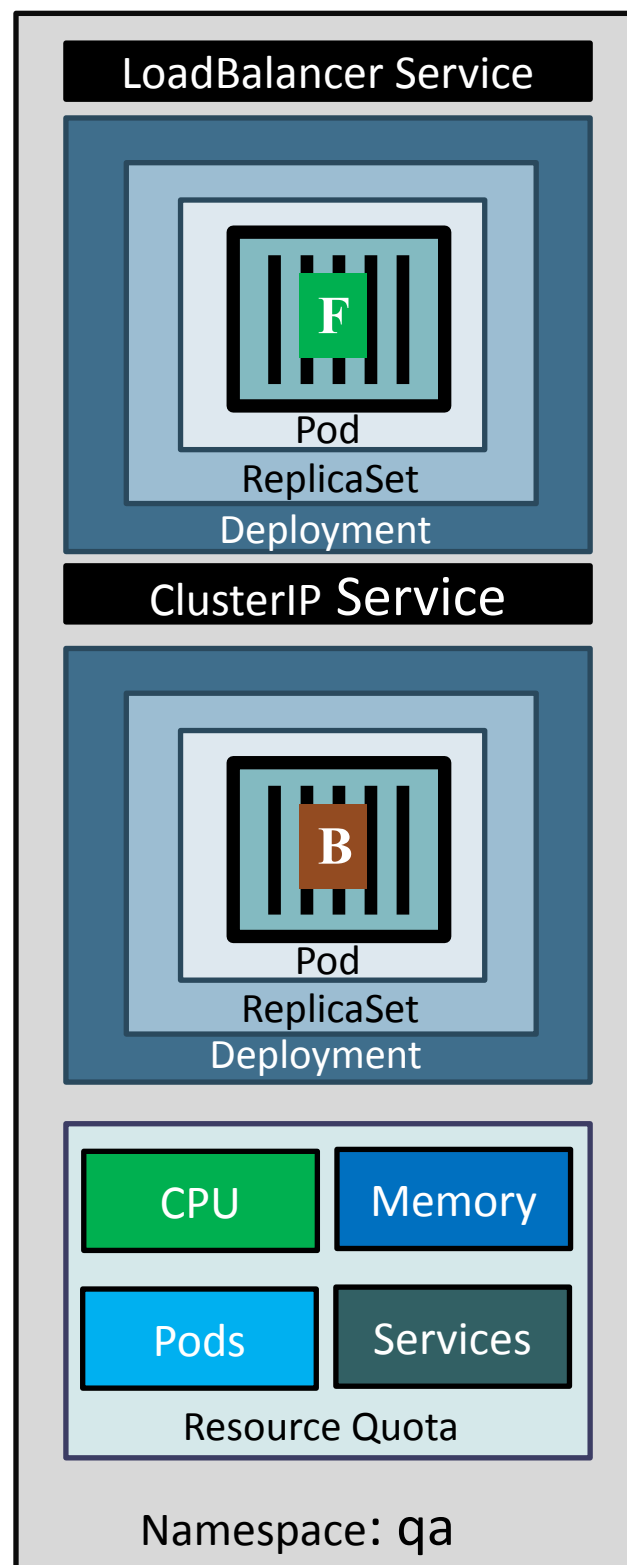 LoadBalancer Service
F
Pod
ReplicaSet
Deployment
ClusterIP Service
B
Pod
ReplicaSet
Deployment
CPU Memory
Pods Services
Resource Quota
Namespace: qa